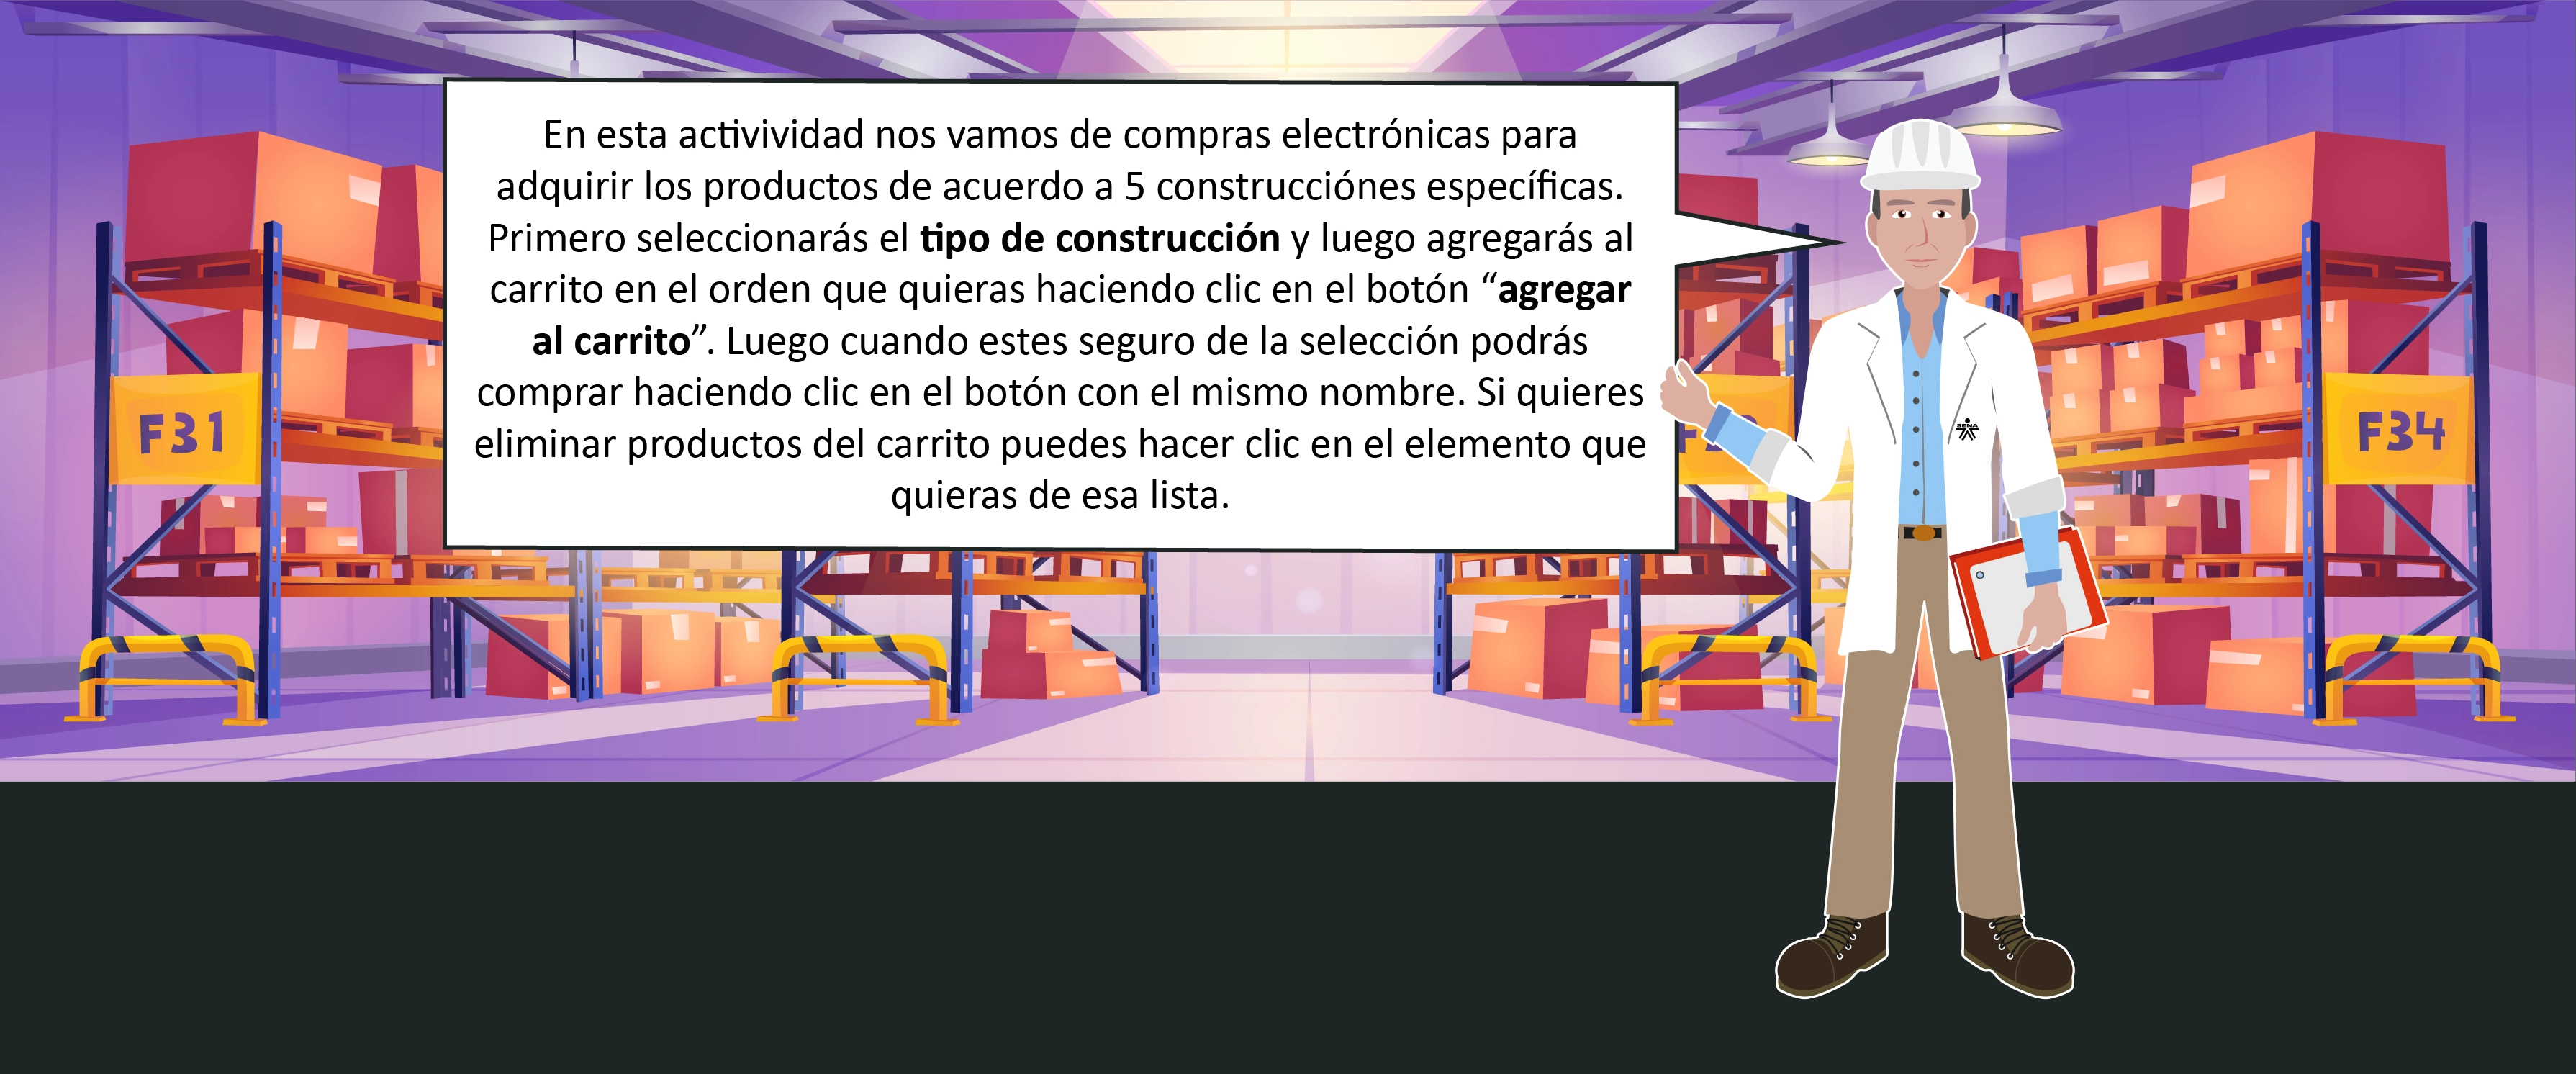 En esta activividad nos vamos de compras electrónicas para
adquirir los productos de acuerdo a 5 construcciónes específicas.
Primero seleccionarás el tipo de construcción y luego agregarás al
carrito en el orden que quieras haciendo clic en el botón “agregar
al carrito”. Luego cuando estes seguro de la selección podrás
comprar haciendo clic en el botón con el mismo nombre. Si quieres
eliminar productos del carrito puedes hacer clic en el elemento que
quieras de esa lista.
F31
F34
SENA